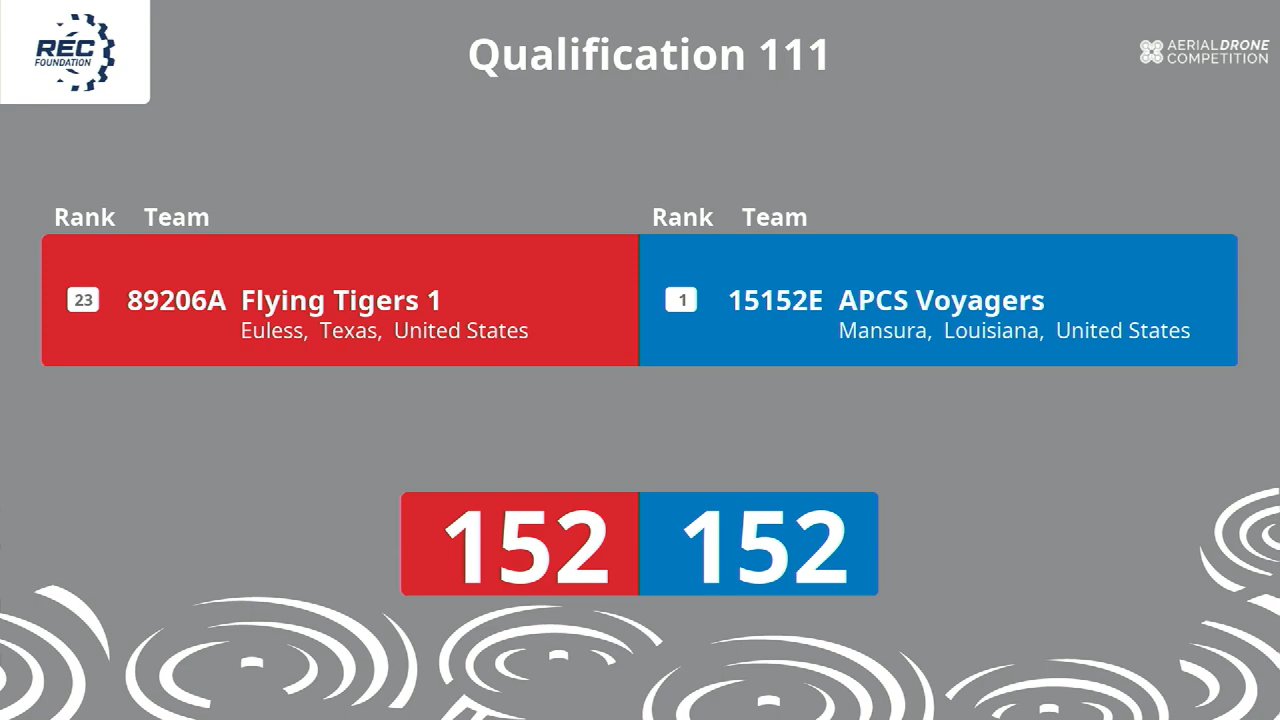 REC
FOUNDATION
Qualification 111
AERIALDRONE
COMPETITION
Rank Team
Rank Team
23 89206A Flying Tigers 1
Euless, Texas, United States
1 15152E APCS Voyagers
Mansura, Louisiana, United States
152 152